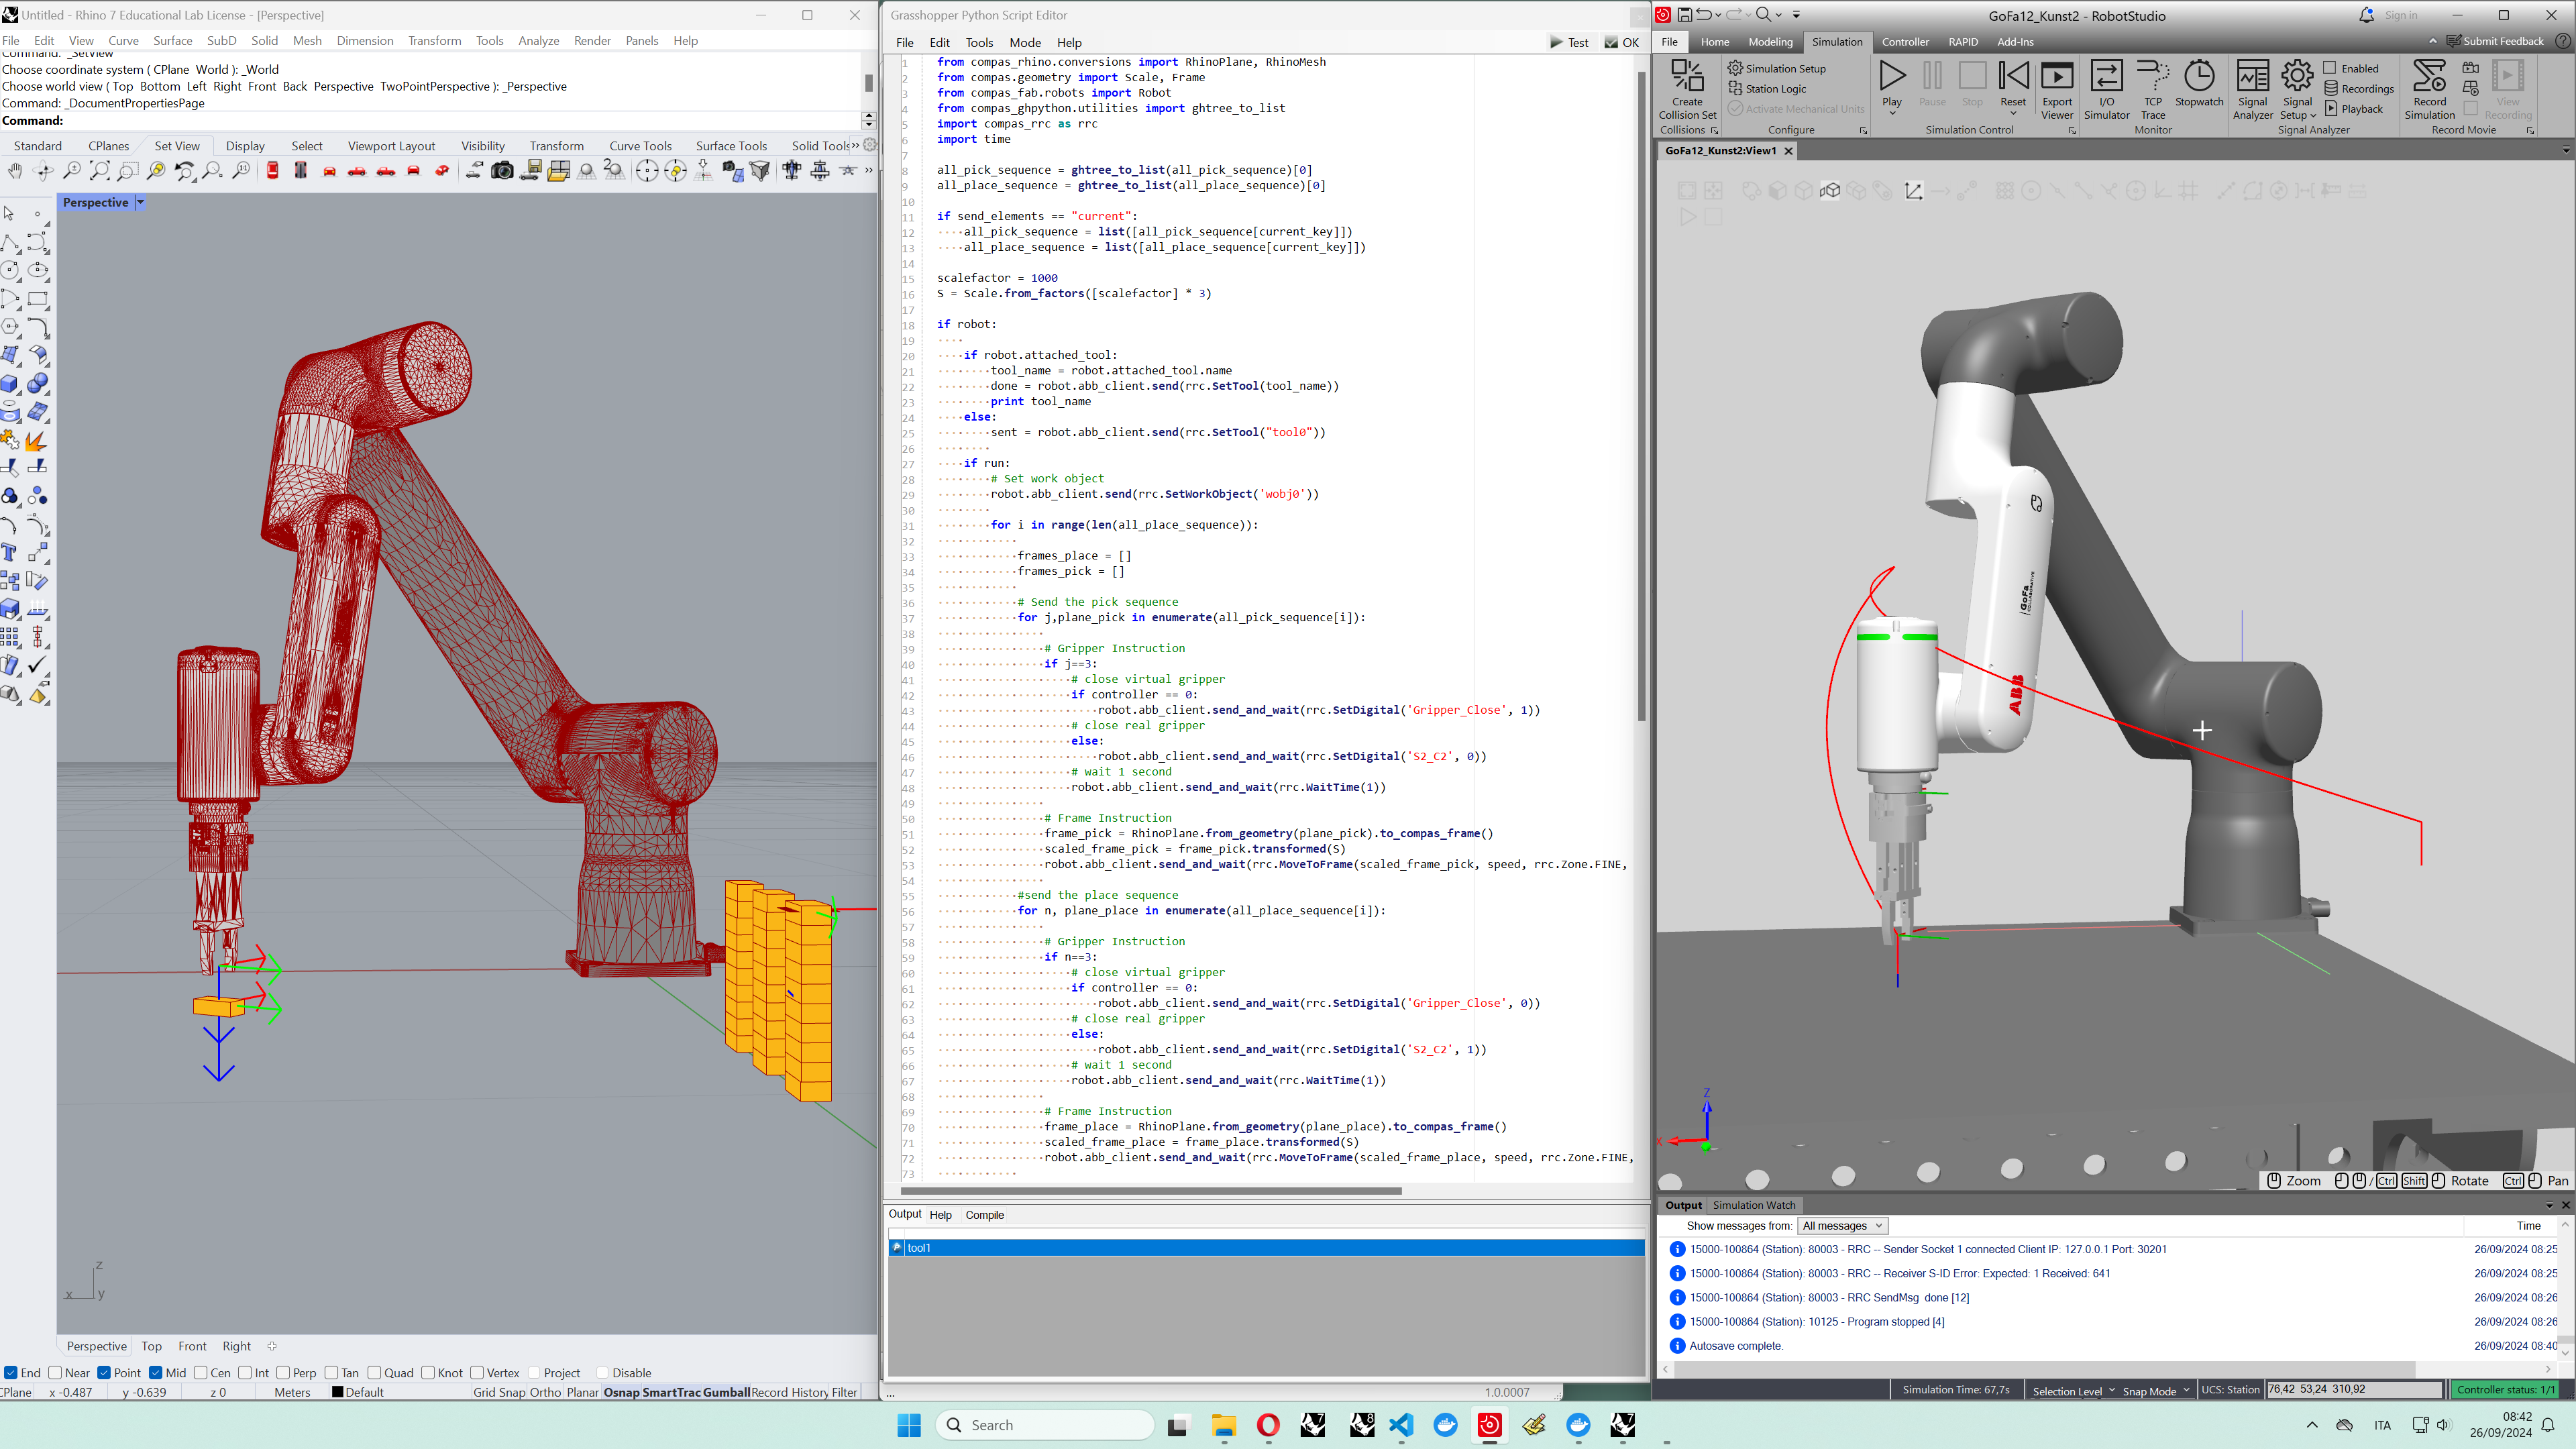 Untitled - Rhino 7 Educational Lab License - [Perspective]
File Edit View Curve Surface SubD Solid Mesh Dimension Transform Tools Analyze Render Panels Help
Command: _SetView
Choose coordinate system ( CPlane World ): _World
Choose world view ( Top Bottom Left Right Front Back Perspective TwoPointPerspective ): _Perspective
Command: _DocumentPropertiesPage
Command:
Standard CPlanes Set View Display Select Viewport Layout Visibility Transform Curve Tools Surface Tools Solid Tools
Perspective
z
x y
Perspective Top Front Right
End Near Point Mid Cen Int Perp Tan Quad Knot Vertex Project Disable
CPlane x -0.487 y -0.639 z 0 Meters Default Grid Snap Ortho Planar Osnap SmartTrac Gumball Record History Filter
Grasshopper Python Script Editor
File Edit Tools Mode Help Test OK
1 from compas_rhino.conversions import RhinoPlane, RhinoMesh
2 from compas.geometry import Scale, Frame
3 from compas_fab.robots import Robot
4 from compas_ghpython.utilities import ghtree_to_list
5 import compas_rrc as rrc
6 import time
7
8 all_pick_sequence = ghtree_to_list(all_pick_sequence)[0]
9 all_place_sequence = ghtree_to_list(all_place_sequence)[0]
10
11 if send_elements == "current":
12 all_pick_sequence = list([all_pick_sequence[current_key]])
13 all_place_sequence = list([all_place_sequence[current_key]])
14
15 scalefactor = 1000
16 S = Scale.from_factors([scalefactor] * 3)
17
18 if robot:
19
20 if robot.attached_tool:
21 tool_name = robot.attached_tool.name
22 done = robot.abb_client.send(rrc.SetTool(tool_name))
23 print tool_name
24 else:
25 sent = robot.abb_client.send(rrc.SetTool("tool0"))
26
27 if run:
28 # Set work object
29 robot.abb_client.send(rrc.SetWorkObject('wobj0'))
30
31 for i in range(len(all_place_sequence)):
32
33 frames_place = []
34 frames_pick = []
35
36 # Send the pick sequence
37 for j,plane_pick in enumerate(all_pick_sequence[i]):
38
39 # Gripper Instruction
40 if j==3:
41 # close virtual gripper
42 if controller == 0:
43 robot.abb_client.send_and_wait(rrc.SetDigital('Gripper_Close', 1))
44 # close real gripper
45 else:
46 robot.abb_client.send_and_wait(rrc.SetDigital('S2_C2', 0))
47 # wait 1 second
48 robot.abb_client.send_and_wait(rrc.WaitTime(1))
49
50 # Frame Instruction
51 frame_pick = RhinoPlane.from_geometry(plane_pick).to_compas_frame()
52 scaled_frame_pick = frame_pick.transformed(S)
53 robot.abb_client.send_and_wait(rrc.MoveToFrame(scaled_frame_pick, speed, rrc.Zone.FINE,
54
55 #send the place sequence
56 for n, plane_place in enumerate(all_place_sequence[i]):
57
58 # Gripper Instruction
59 if n==3:
60 # close virtual gripper
61 if controller == 0:
62 robot.abb_client.send_and_wait(rrc.SetDigital('Gripper_Close', 0))
63 # close real gripper
64 else:
65 robot.abb_client.send_and_wait(rrc.SetDigital('S2_C2', 1))
66 # wait 1 second
67 robot.abb_client.send_and_wait(rrc.WaitTime(1))
68
69 # Frame Instruction
70 frame_place = RhinoPlane.from_geometry(plane_place).to_compas_frame()
71 scaled_frame_place = frame_place.transformed(S)
72 robot.abb_client.send_and_wait(rrc.MoveToFrame(scaled_frame_place, speed, rrc.Zone.FINE,
73
Output Help Compile
tool1
... 1.0.0007
GoFa12_Kunst2 - RobotStudio Sign in
File Home Modeling Simulation Controller RAPID Add-Ins Submit Feedback
Create Collision Set
Collisions
Simulation Setup
Station Logic
Activate Mechanical Units
Configure
Play Pause Stop Reset
Simulation Control
Export Viewer
I/O Simulator
TCP Trace
Stopwatch
Monitor
Signal Analyzer
Signal Setup
Enabled
Recordings
Playback
Signal Analyzer
Record Simulation
View Recording
Record Movie
GoFa12_Kunst2:View1
GoFa
ABB
Z
X
Zoom / Ctrl Shift Rotate Ctrl Pan
Output Simulation Watch
Show messages from: All messages Time
15000-100864 (Station): 80003 - RRC -- Sender Socket 1 connected Client IP: 127.0.0.1 Port: 30201 26/09/2024 08:25
15000-100864 (Station): 80003 - RRC -- Receiver S-ID Error: Expected: 1 Received: 641 26/09/2024 08:25
15000-100864 (Station): 80003 - RRC SendMsg done [12] 26/09/2024 08:26
15000-100864 (Station): 10125 - Program stopped [4] 26/09/2024 08:26
Autosave complete. 26/09/2024 08:40
Simulation Time: 67,7s Selection Level Snap Mode UCS: Station 76,42 53,24 310,92 Controller status: 1/1
Search
ITA
08:42
26/09/2024